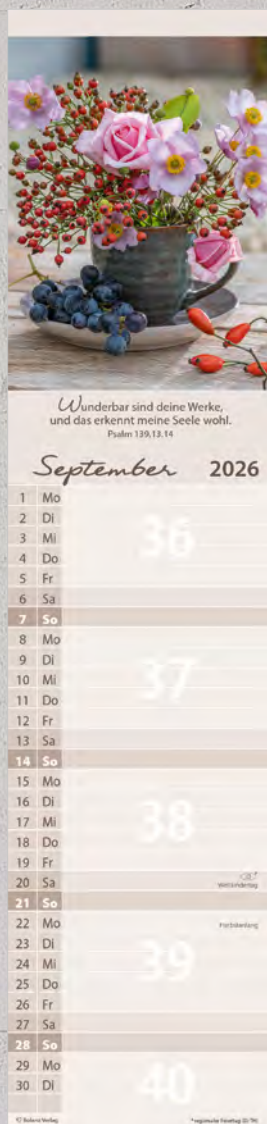 Wunderbar sind deine Werke,
und das erkennt meine Seele wohl.
Psalm 139,13.14
September 2026
1 Mo
2 Di
3 Mi
36
4 Do
5 Fr
6 Sa
7 So
8 Mo
9 Di
10 Mi
37
11 Do
12 Fr
13 Sa
14 So
15 Mo
16 Di
17 Mi
38
18 Do
19 Fr
20 Sa
Weltkindertag
21 So
22 Mo
Herbstanfang
23 Di
24 Mi
39
25 Do
26 Fr
27 Sa
28 So
29 Mo
30 Di
40